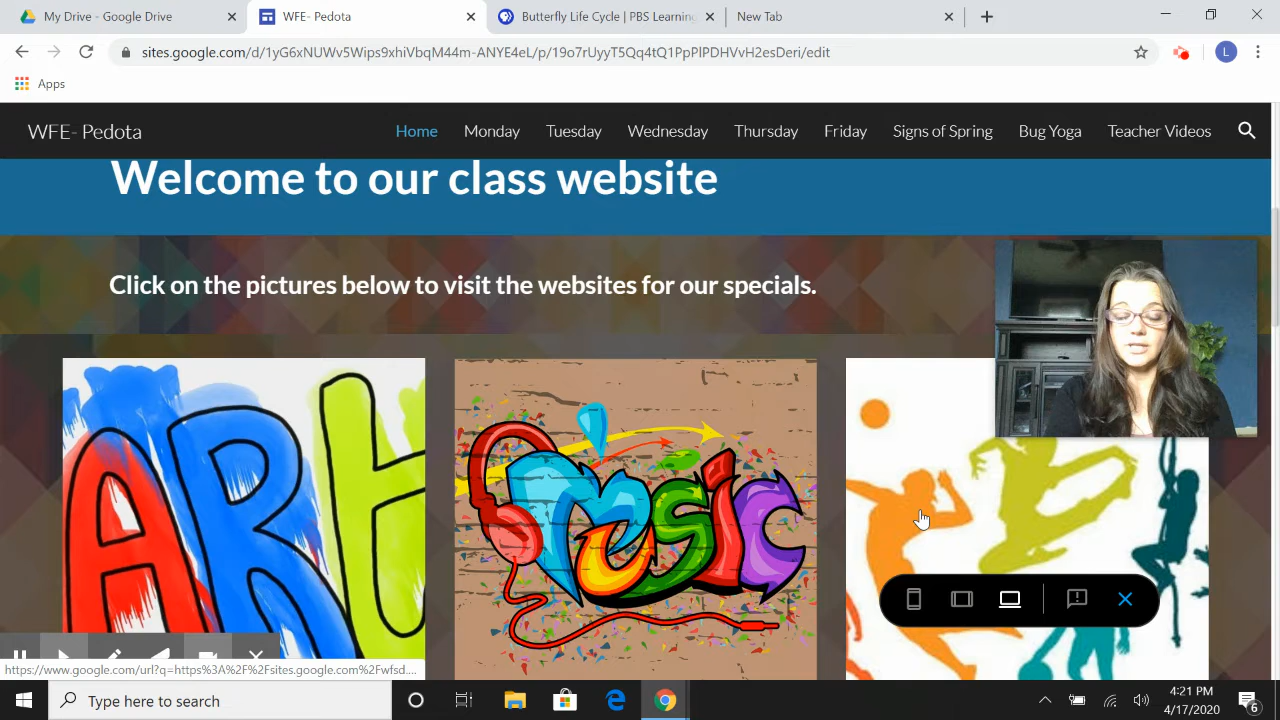 My Drive - Google Drive
WFE- Pedota
Butterfly Life Cycle | PBS Learning
New Tab
sites.google.com/d/1yG6xNUWv5Wips9xhiVbqM44m-ANYE4eL/p/19o7rUyyT5Qq4tQ1PpPlPDHVvH2esDeri/edit
L
Apps
WFE- Pedota
Home
Monday
Tuesday
Wednesday
Thursday
Friday
Signs of Spring
Bug Yoga
Teacher Videos
Welcome to our class website
Click on the pictures below to visit the websites for our specials.
ART
Music
https://www.google.com/url?q=https%3A%2F%2Fsites.google.com%2Fwfsd....
Type here to search
4:21 PM
4/17/2020
6